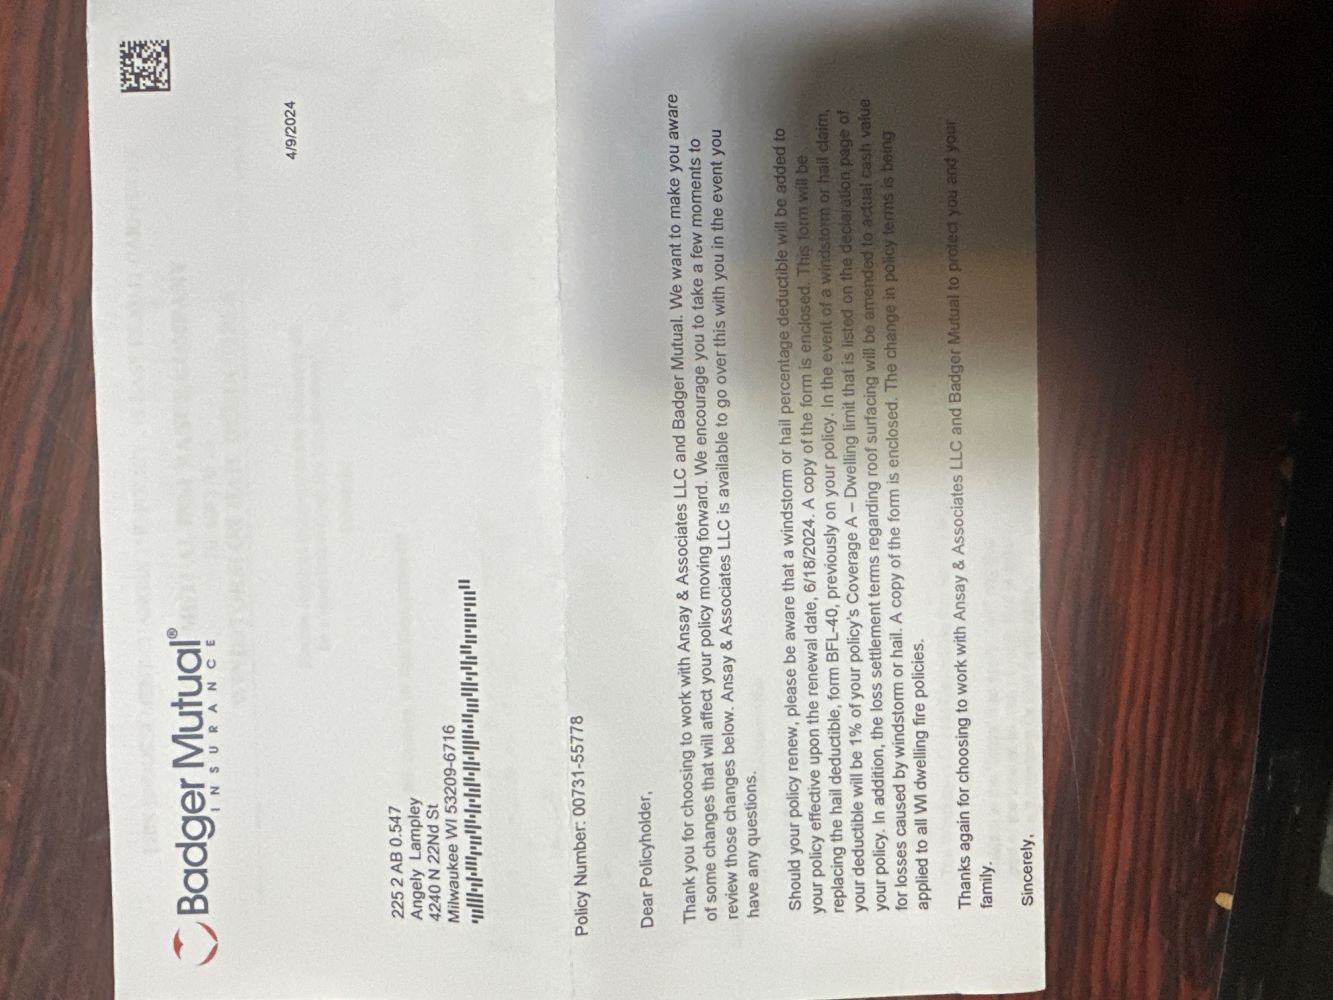 Badger Mutual®
INSURANCE
4/9/2024
225 2 AB 0.547
Angely Lampley
4240 N 22Nd St
Milwaukee WI 53209-6716
Policy Number: 00731-55778
Dear Policyholder,
Thank you for choosing to work with Ansay & Associates LLC and Badger Mutual. We want to make you aware
of some changes that will affect your policy moving forward. We encourage you to take a few moments to
review those changes below. Ansay & Associates LLC is available to go over this with you in the event you
have any questions.
Should your policy renew, please be aware that a windstorm or hail percentage deductible will be added to
your policy effective upon the renewal date, 6/18/2024. A copy of the form is enclosed. This form will be
replacing the hail deductible, form BFL-40, previously on your policy. In the event of a windstorm or hail claim,
your deductible will be 1% of your policy's Coverage A – Dwelling limit that is listed on the declaration page of
your policy. In addition, the loss settlement terms regarding roof surfacing will be amended to actual cash value
for losses caused by windstorm or hail. A copy of the form is enclosed. The change in policy terms is being
applied to all WI dwelling fire policies.
Thanks again for choosing to work with Ansay & Associates LLC and Badger Mutual to protect you and your
family.
Sincerely,